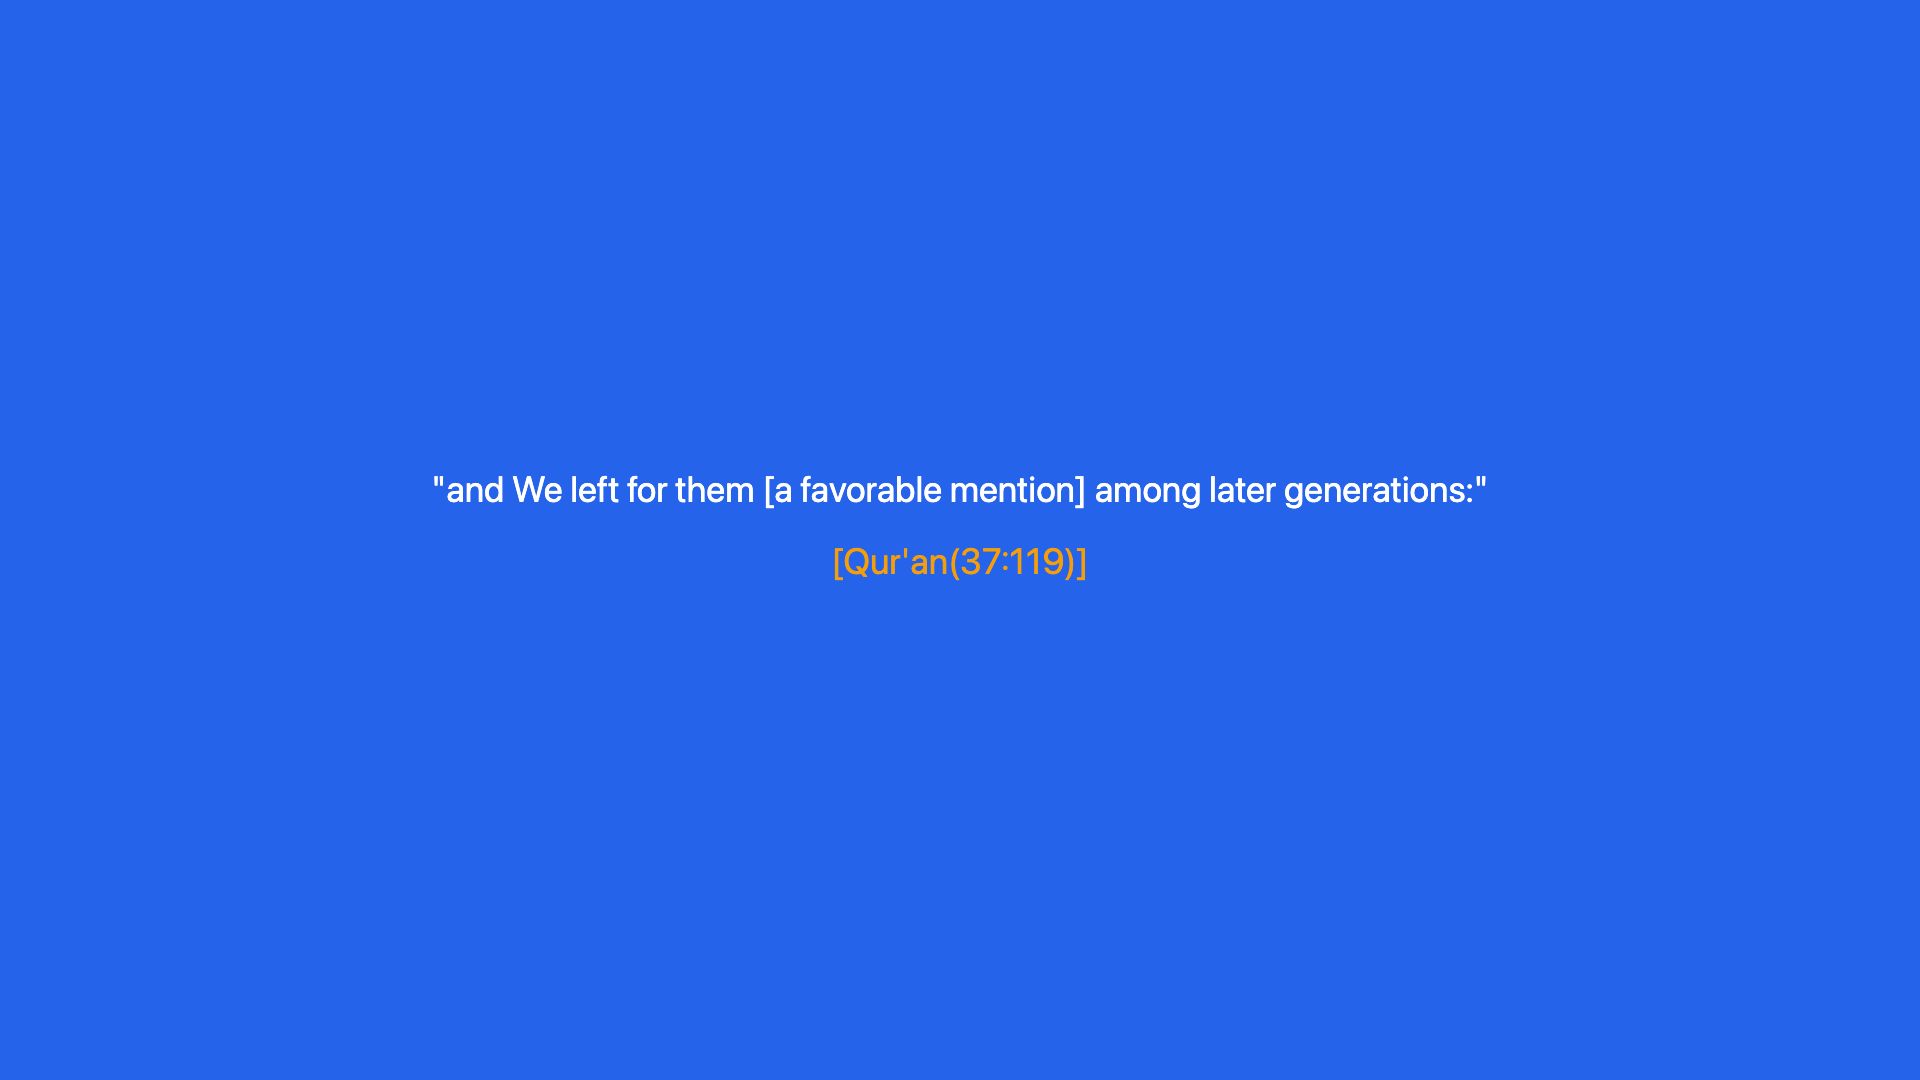 "and We left for them [a favorable mention] among later generations:"
[Qur'an(37:119)]